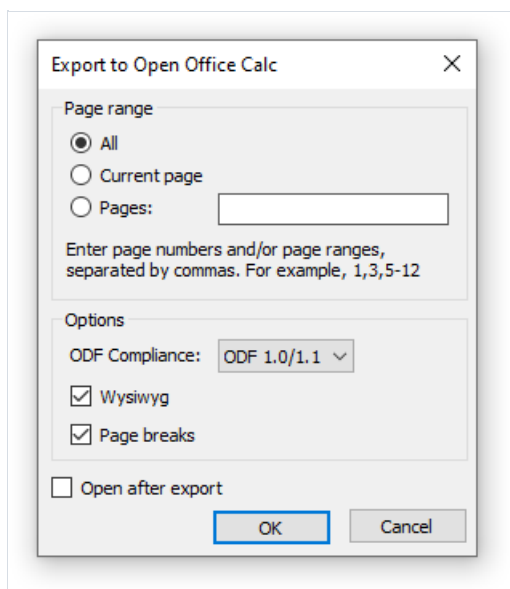 Export to Open Office Calc
Page range
All
Current page
Pages:
Enter page numbers and/or page ranges,
separated by commas. For example, 1,3,5-12
Options
ODF Compliance: ODF 1.0/1.1
Wysiwyg
Page breaks
Open after export
OK Cancel